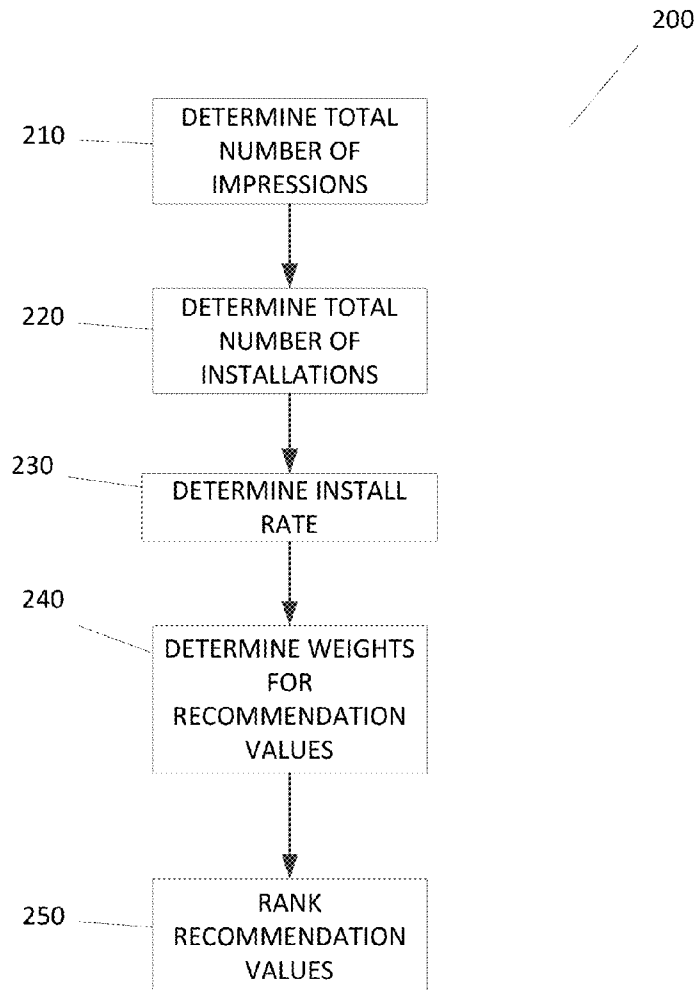 200
210
DETERMINE TOTAL
NUMBER OF
IMPRESSIONS
220
DETERMINE TOTAL
NUMBER OF
INSTALLATIONS
230
DETERMINE INSTALL
RATE
240
DETERMINE WEIGHTS
FOR
RECOMMENDATION
VALUES
250
RANK
RECOMMENDATION
VALUES